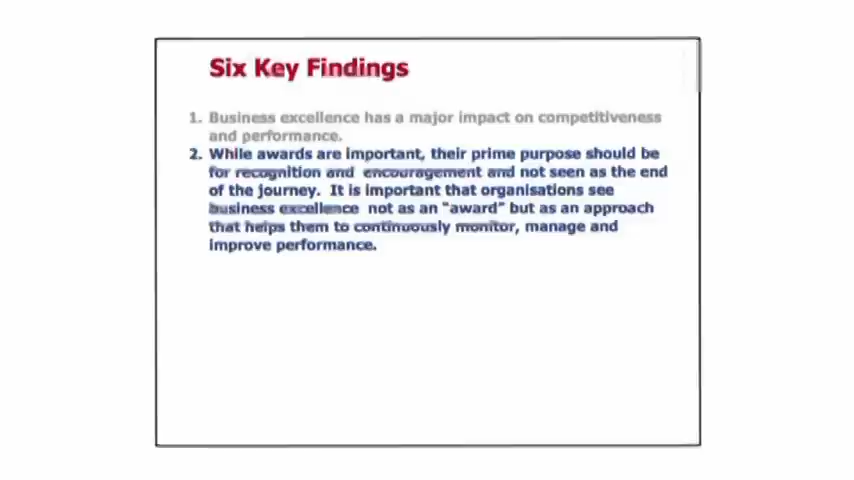 Six Key Findings
1. Business excellence has a major impact on competitiveness
and performance.
2. While awards are important, their prime purpose should be
for recognition and encouragement and not seen as the end
of the journey. It is important that organisations see
business excellence not as an "award" but as an approach
that helps them to continuously monitor, manage and
improve performance.